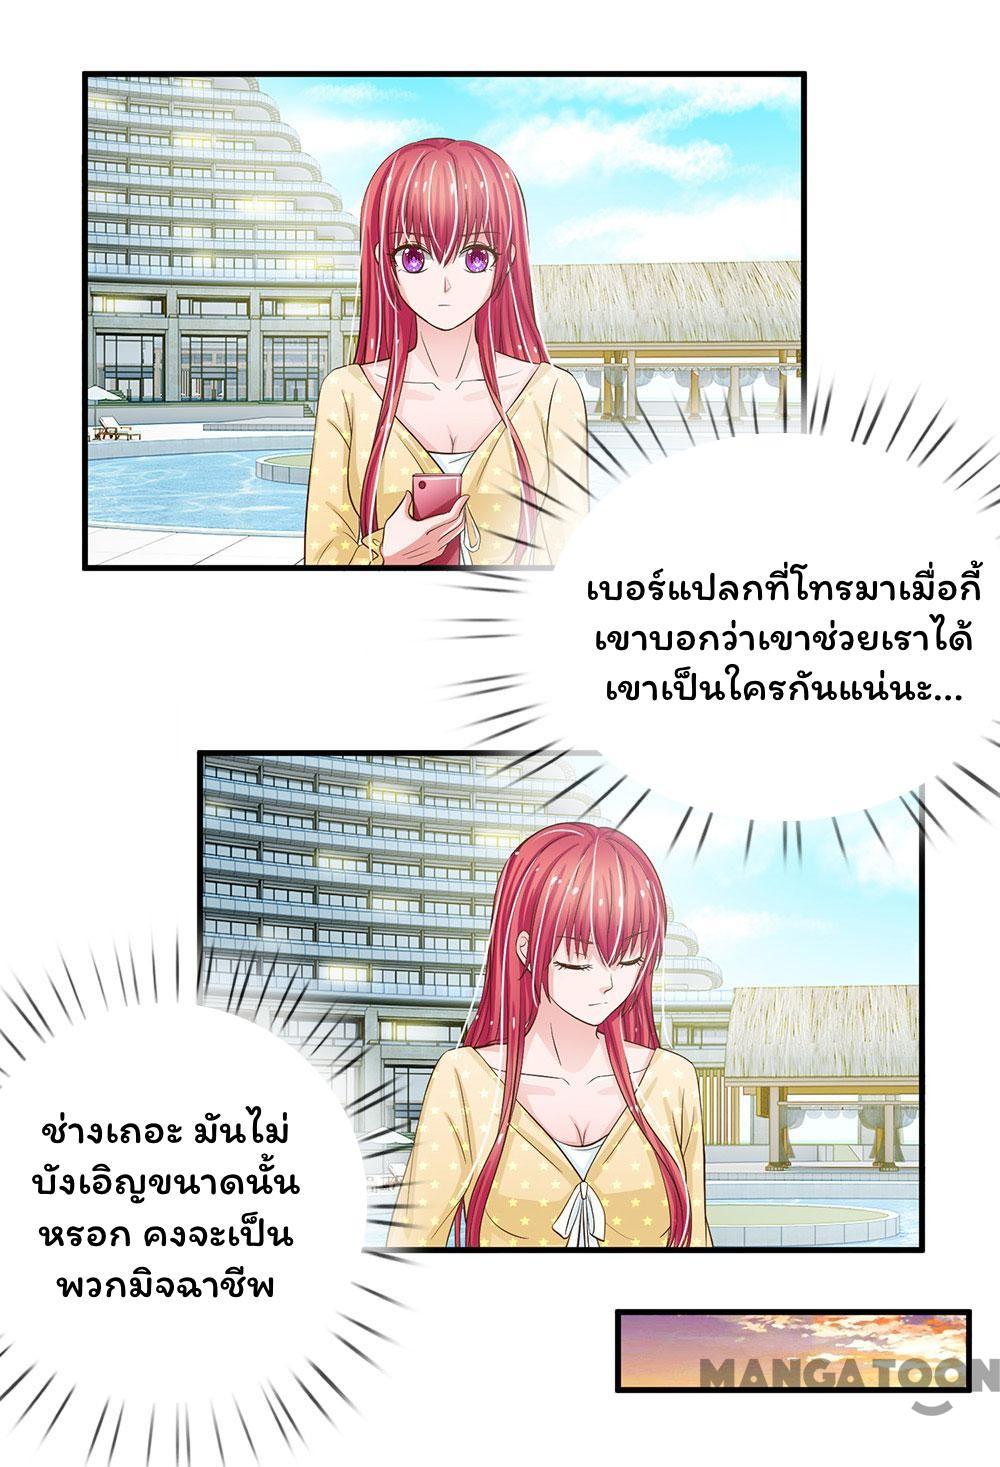 เบอร์แปลกที่โทรมาเมื่อกี้
เขาบอกว่าเขาช่วยเราได้
เขาเป็นใครกันแน่นะ...
ช่างเถอะ มันไม่
บังเอิญขนาดนั้น
หรอก คงจะเป็น
พวกมิจฉาชีพ
MANGATOON